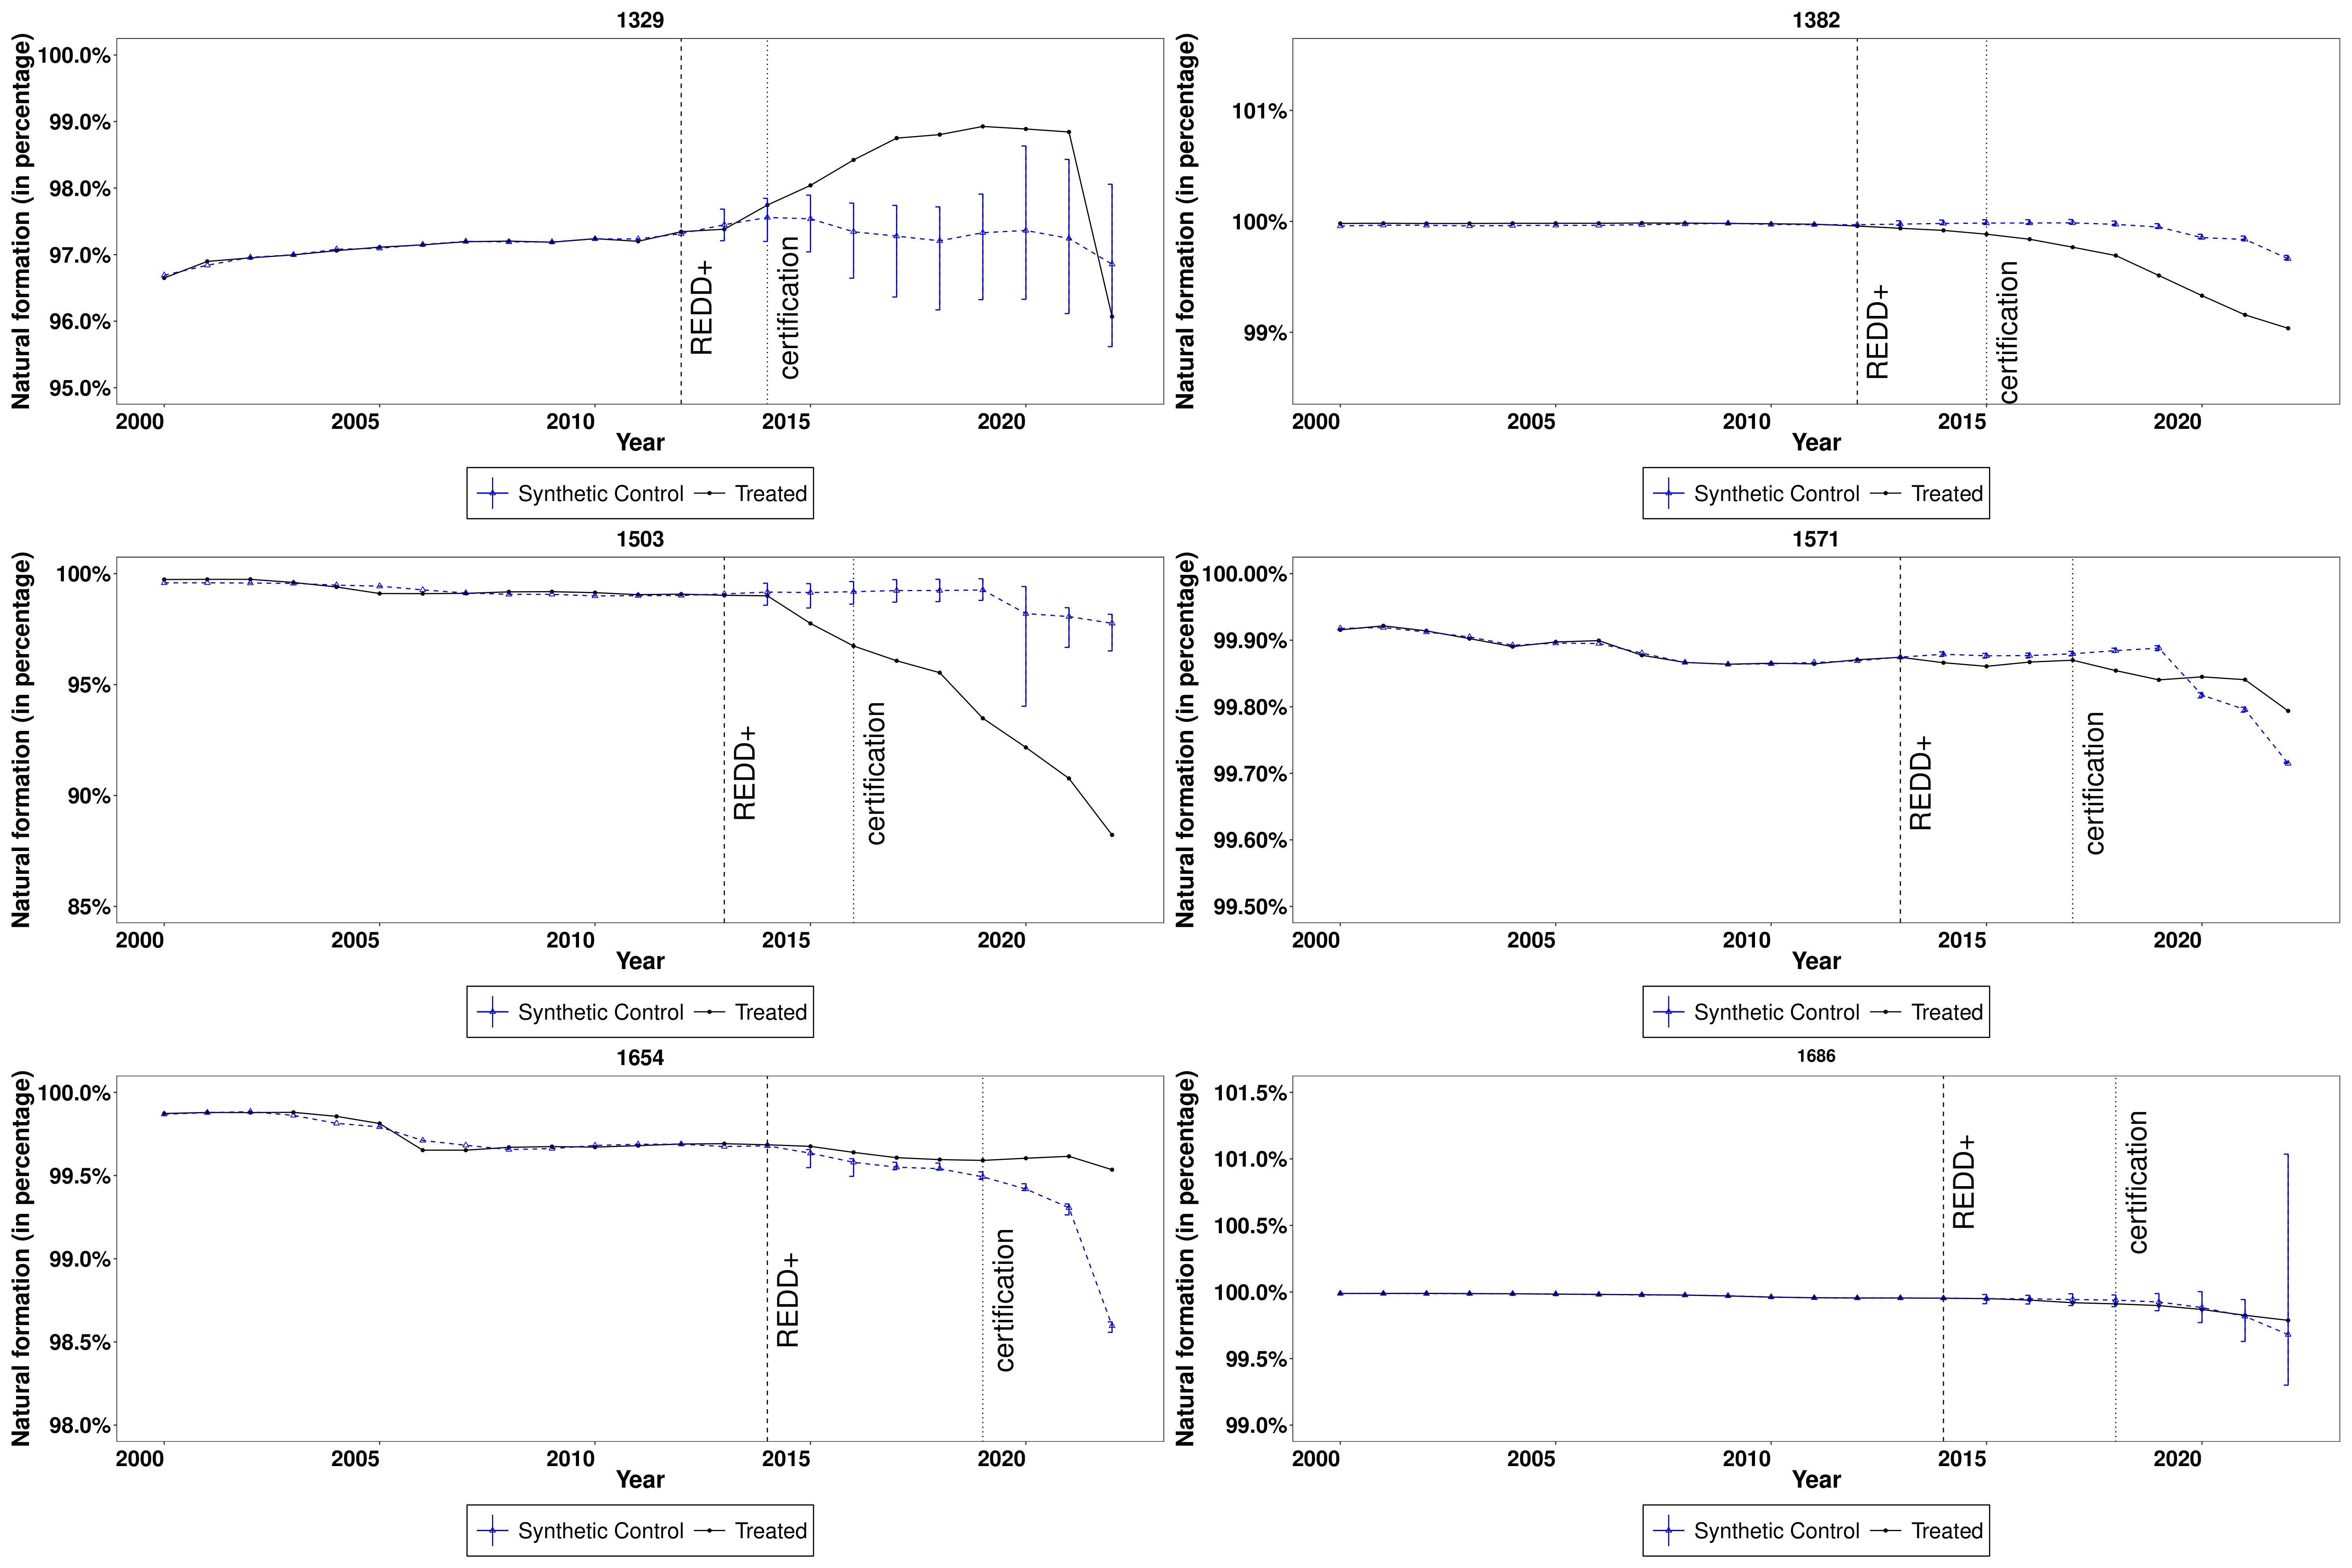 1329
Natural formation (in percentage)
100.0%
99.0%
98.0%
97.0%
96.0%
95.0%
REDD+
certification
2000 2005 2010 2015 2020
Year
Synthetic Control Treated
1382
Natural formation (in percentage)
101%
100%
99%
REDD+
certification
2000 2005 2010 2015 2020
Year
Synthetic Control Treated
1503
Natural formation (in percentage)
100%
95%
90%
85%
REDD+
certification
2000 2005 2010 2015 2020
Year
Synthetic Control Treated
1571
Natural formation (in percentage)
100.00%
99.90%
99.80%
99.70%
99.60%
99.50%
REDD+
certification
2000 2005 2010 2015 2020
Year
Synthetic Control Treated
1654
Natural formation (in percentage)
100.0%
99.5%
99.0%
98.5%
98.0%
REDD+
certification
2000 2005 2010 2015 2020
Year
Synthetic Control Treated
1686
Natural formation (in percentage)
101.5%
101.0%
100.5%
100.0%
99.5%
99.0%
REDD+
certification
2000 2005 2010 2015 2020
Year
Synthetic Control Treated